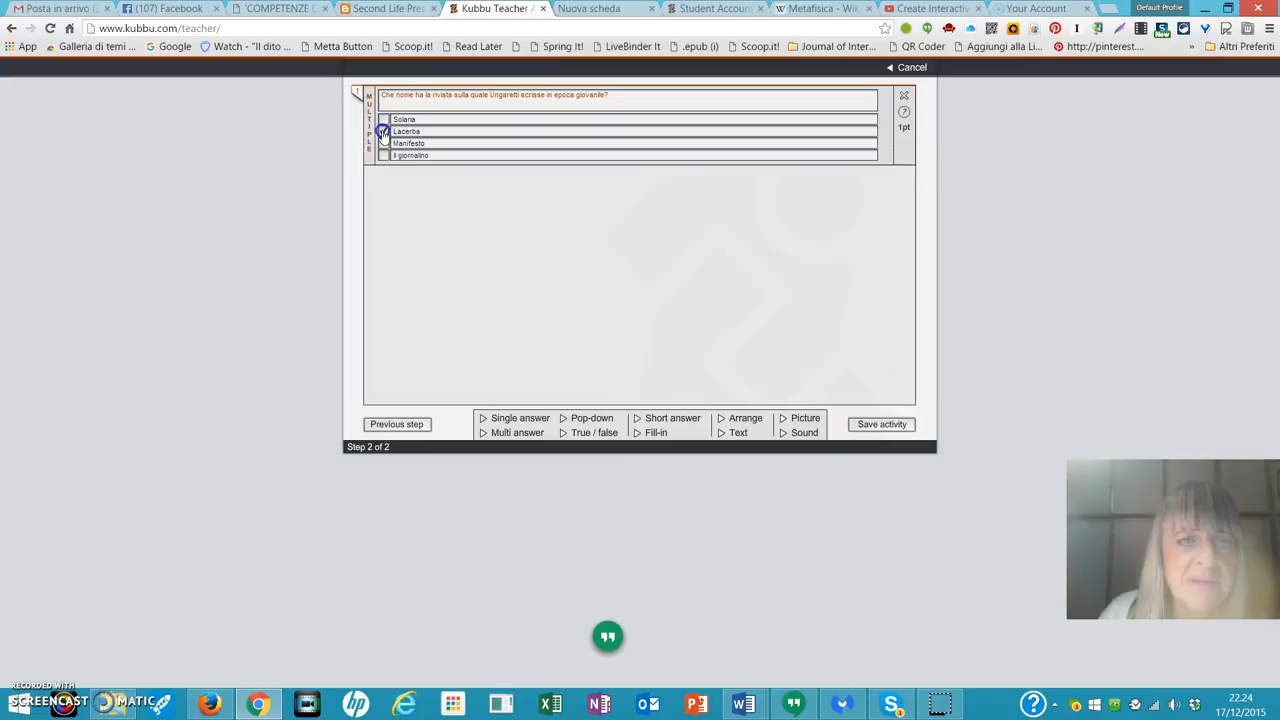 Posta in arrivo (
(107) Facebook
'COMPETENZE D
Second Life Pres
Kubbu Teacher A
Nuova scheda
Student Account
Metafisica - Wik
Create Interactiv
Your Account
Default Profile
www.kubbu.com/teacher/
App
Galleria di temi ...
Google
Watch - "Il dito ...
Metta Button
Scoop.it!
Read Later
Spring It!
LiveBinder It
.epub (i)
Scoop.it!
Journal of Inter...
QR Coder
Aggiungi alla Li...
http://pinterest....
»
Altri Preferiti
Cancel
1
MULTIPLE
Che nome ha la rivista sulla quale Ungaretti scrisse in epoca giovanile?
Solaria
Lacerba
Manifesto
Il giornalino
?
1pt
Previous step
Single answer
Pop-down
Short answer
Arrange
Picture
Multi answer
True / false
Fill-in
Text
Sound
Save activity
Step 2 of 2
RECORDED WITH
SCREENCAST
MATIC
22.24
17/12/2015